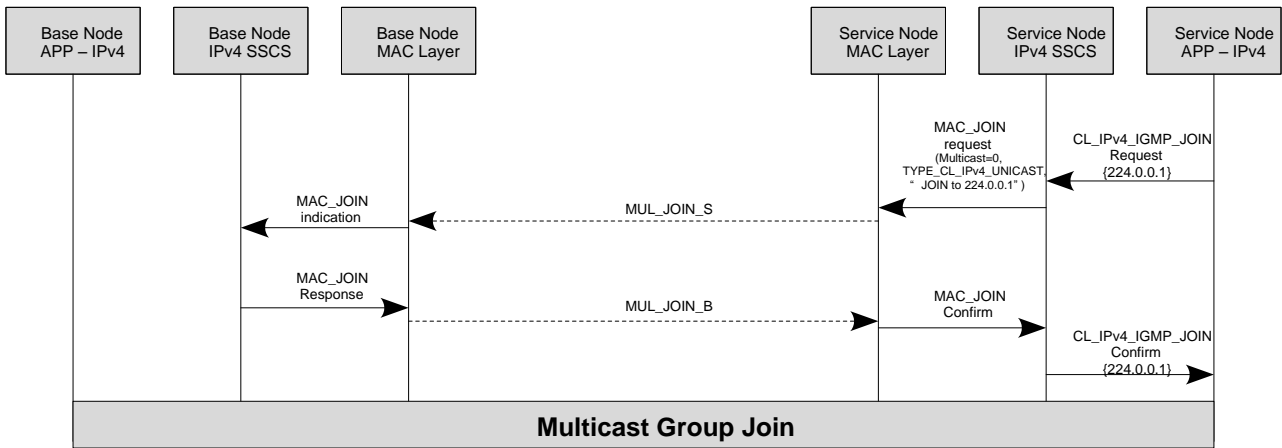 Base Node
APP – IPv4
Base Node
IPv4 SSCS
Base Node
MAC Layer
Service Node
MAC Layer
Service Node
IPv4 SSCS
Service Node
APP – IPv4
MAC_JOIN
request
(Multicast=0,
TYPE_CL_IPv4_UNICAST,
“ JOIN to 224.0.0.1” )
CL_IPv4_IGMP_JOIN
Request
{224.0.0.1}
MAC_JOIN
indication
MUL_JOIN_S
MAC_JOIN
Response
MUL_JOIN_B
MAC_JOIN
Confirm
CL_IPv4_IGMP_JOIN
Confirm
{224.0.0.1}
Multicast Group Join